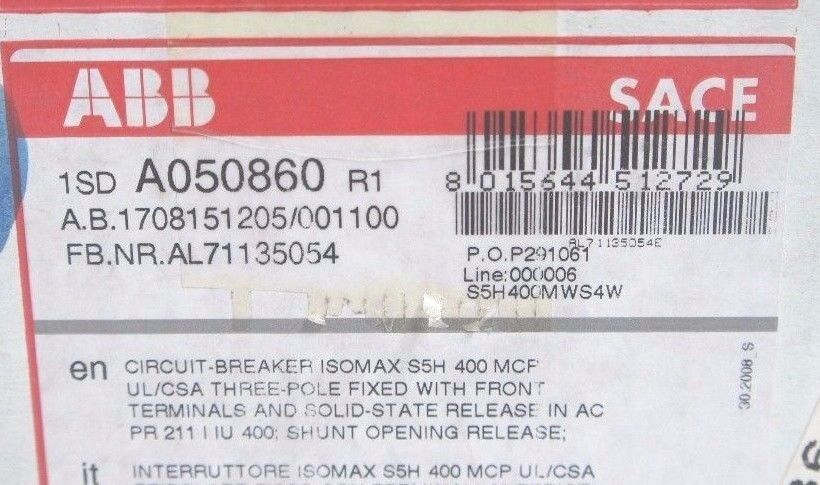 ABB
SACE
1SD A050860 R1
8 015644 512729
A.B.1708151205/001100
FB.NR.AL71135054
AL71135054E
P.O.P291061
Line:000006
S5H400MWS4W
30.2008_S
en CIRCUIT-BREAKER ISOMAX S5H 400 MCP
UL/CSA THREE-POLE FIXED WITH FRONT
TERMINALS AND SOLID-STATE RELEASE IN AC
PR 211 I IU 400; SHUNT OPENING RELEASE;
it INTERRUTTORE ISOMAX S5H 400 MCP UL/CSA